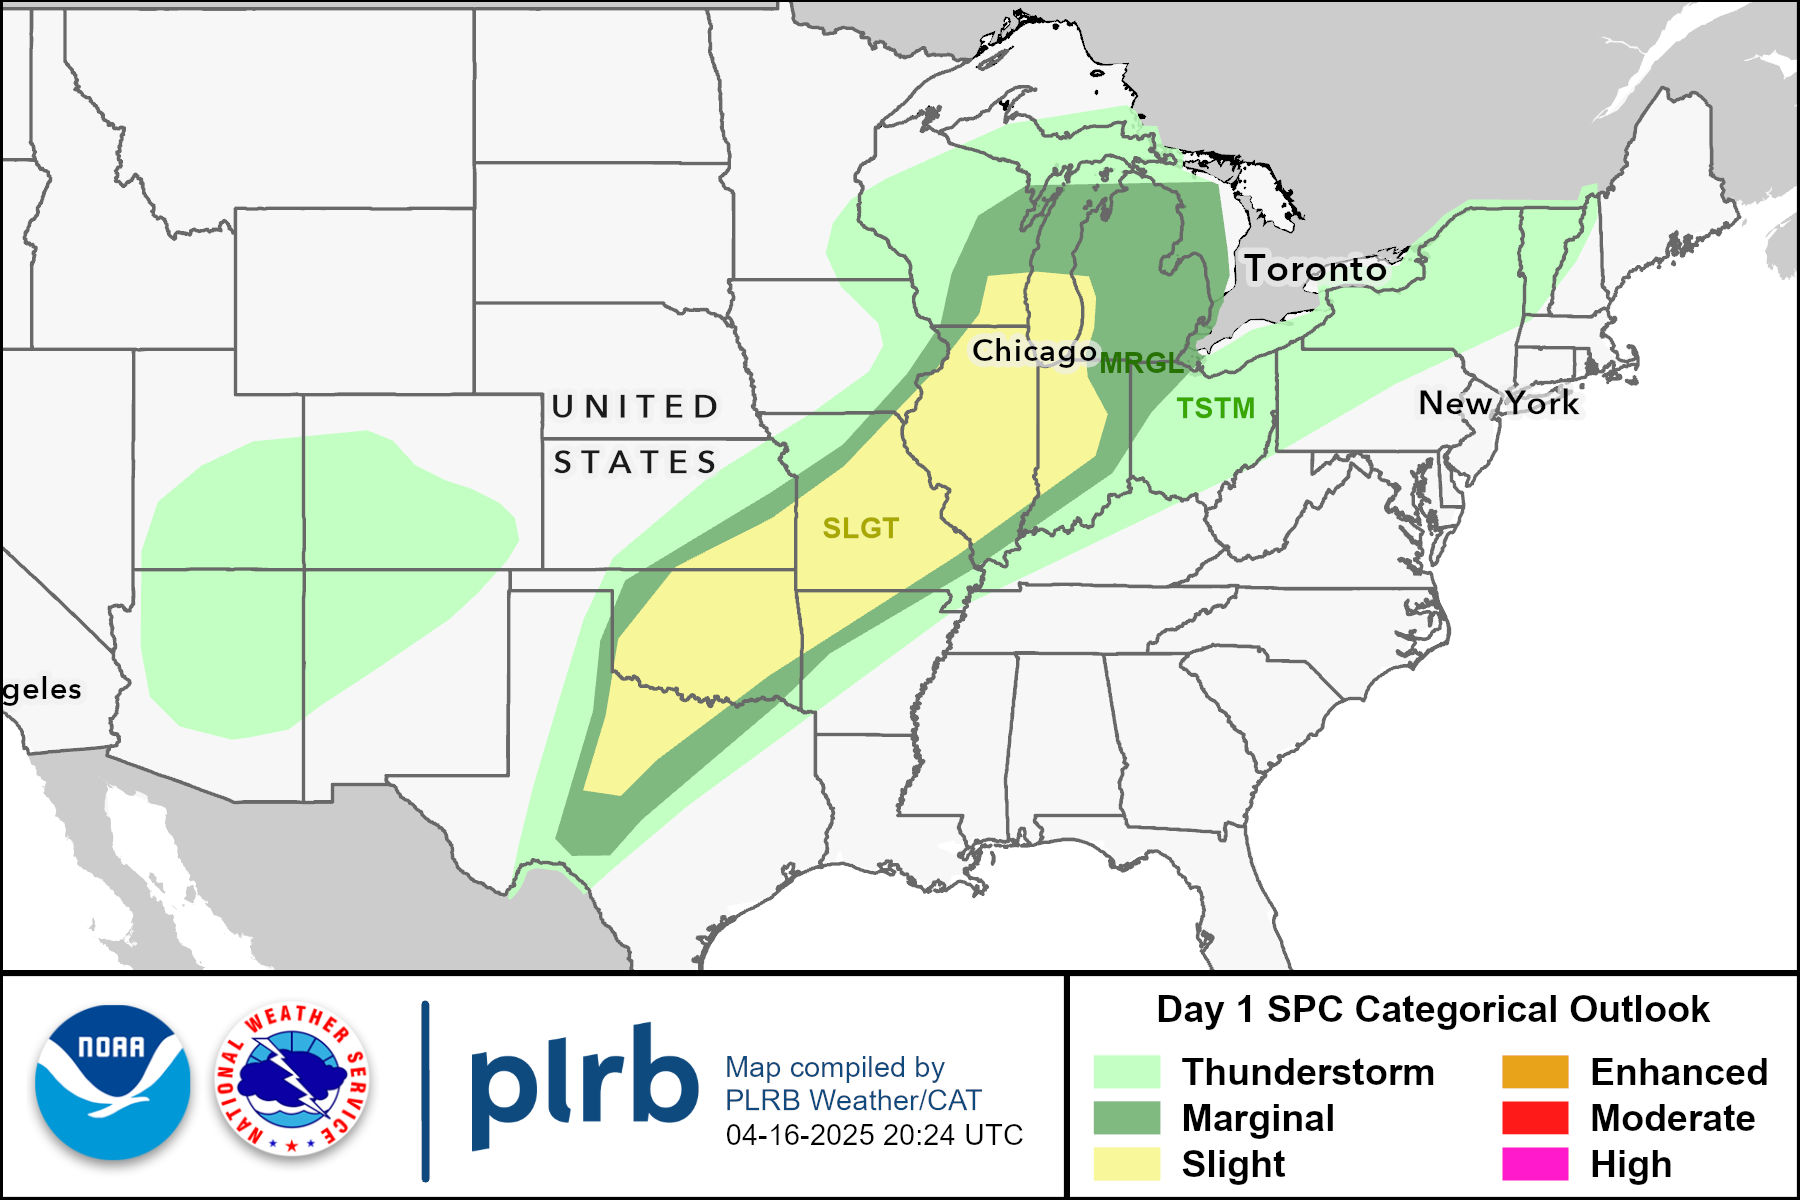 Toronto
Chicago
MRGL
UNITED
New York
TSTM
STATES
SLGT
geles
NOAA
NATIONAL WEATHER SERVICE
plrb
Map compiled by
PLRB Weather/CAT
04-16-2025 20:24 UTC
Day 1 SPC Categorical Outlook
Thunderstorm
Marginal
Slight
Enhanced
Moderate
High